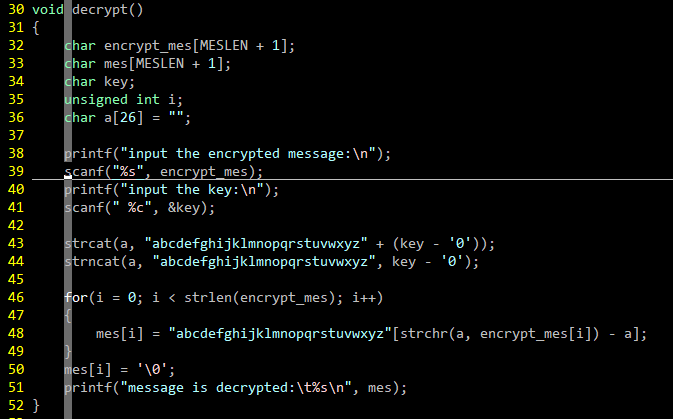 30 void decrypt()
31 {
32     char encrypt_mes[MESLEN + 1];
33     char mes[MESLEN + 1];
34     char key;
35     unsigned int i;
36     char a[26] = "";
37
38     printf("input the encrypted message:\n");
39     scanf("%s", encrypt_mes);
40     printf("input the key:\n");
41     scanf(" %c", &key);
42
43     strcat(a, "abcdefghijklmnopqrstuvwxyz" + (key - '0'));
44     strncat(a, "abcdefghijklmnopqrstuvwxyz", key - '0');
45
46     for(i = 0; i < strlen(encrypt_mes); i++)
47     {
48         mes[i] = "abcdefghijklmnopqrstuvwxyz"[strchr(a, encrypt_mes[i]) - a];
49     }
50     mes[i] = '\0';
51     printf("message is decrypted:\t%s\n", mes);
52 }